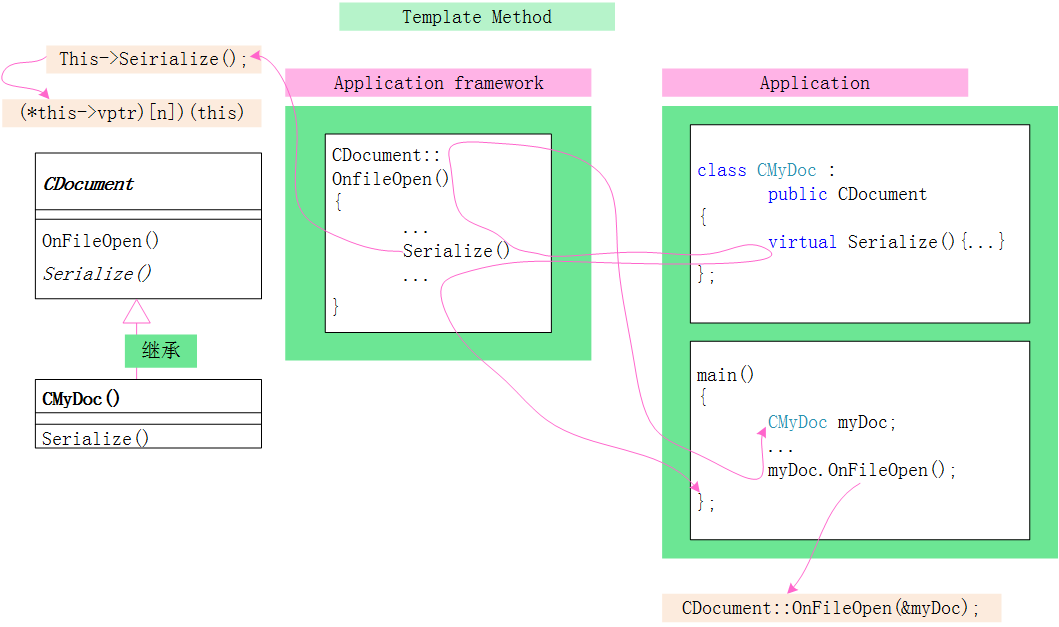 Template Method
This->Seirialize();
(*this->vptr)[n])(this)
CDocument
OnFileOpen()
Serialize()
继承
CMyDoc()
Serialize()
Application framework
CDocument::
OnfileOpen()
{
...
Serialize()
...
}
Application
class CMyDoc :
public CDocument
{
virtual Serialize(){...}
};
main()
{
CMyDoc myDoc;
...
myDoc.OnFileOpen();
};
CDocument::OnFileOpen(&myDoc);